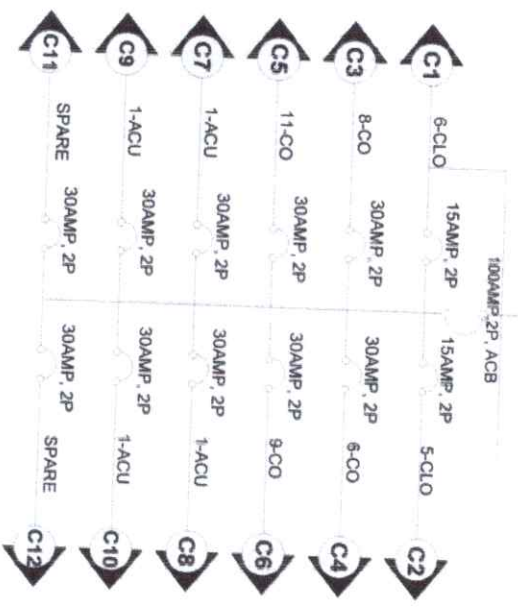 100AMP,2P, ACB
C1 6-CLO 15AMP, 2P 15AMP, 2P 5-CLO C2
C3 8-CO 30AMP, 2P 30AMP, 2P 6-CO C4
C5 11-CO 30AMP, 2P 30AMP, 2P 9-CO C6
C7 1-ACU 30AMP, 2P 30AMP, 2P 1-ACU C8
C9 1-ACU 30AMP, 2P 30AMP, 2P 1-ACU C10
C11 SPARE 30AMP, 2P 30AMP, 2P SPARE C12